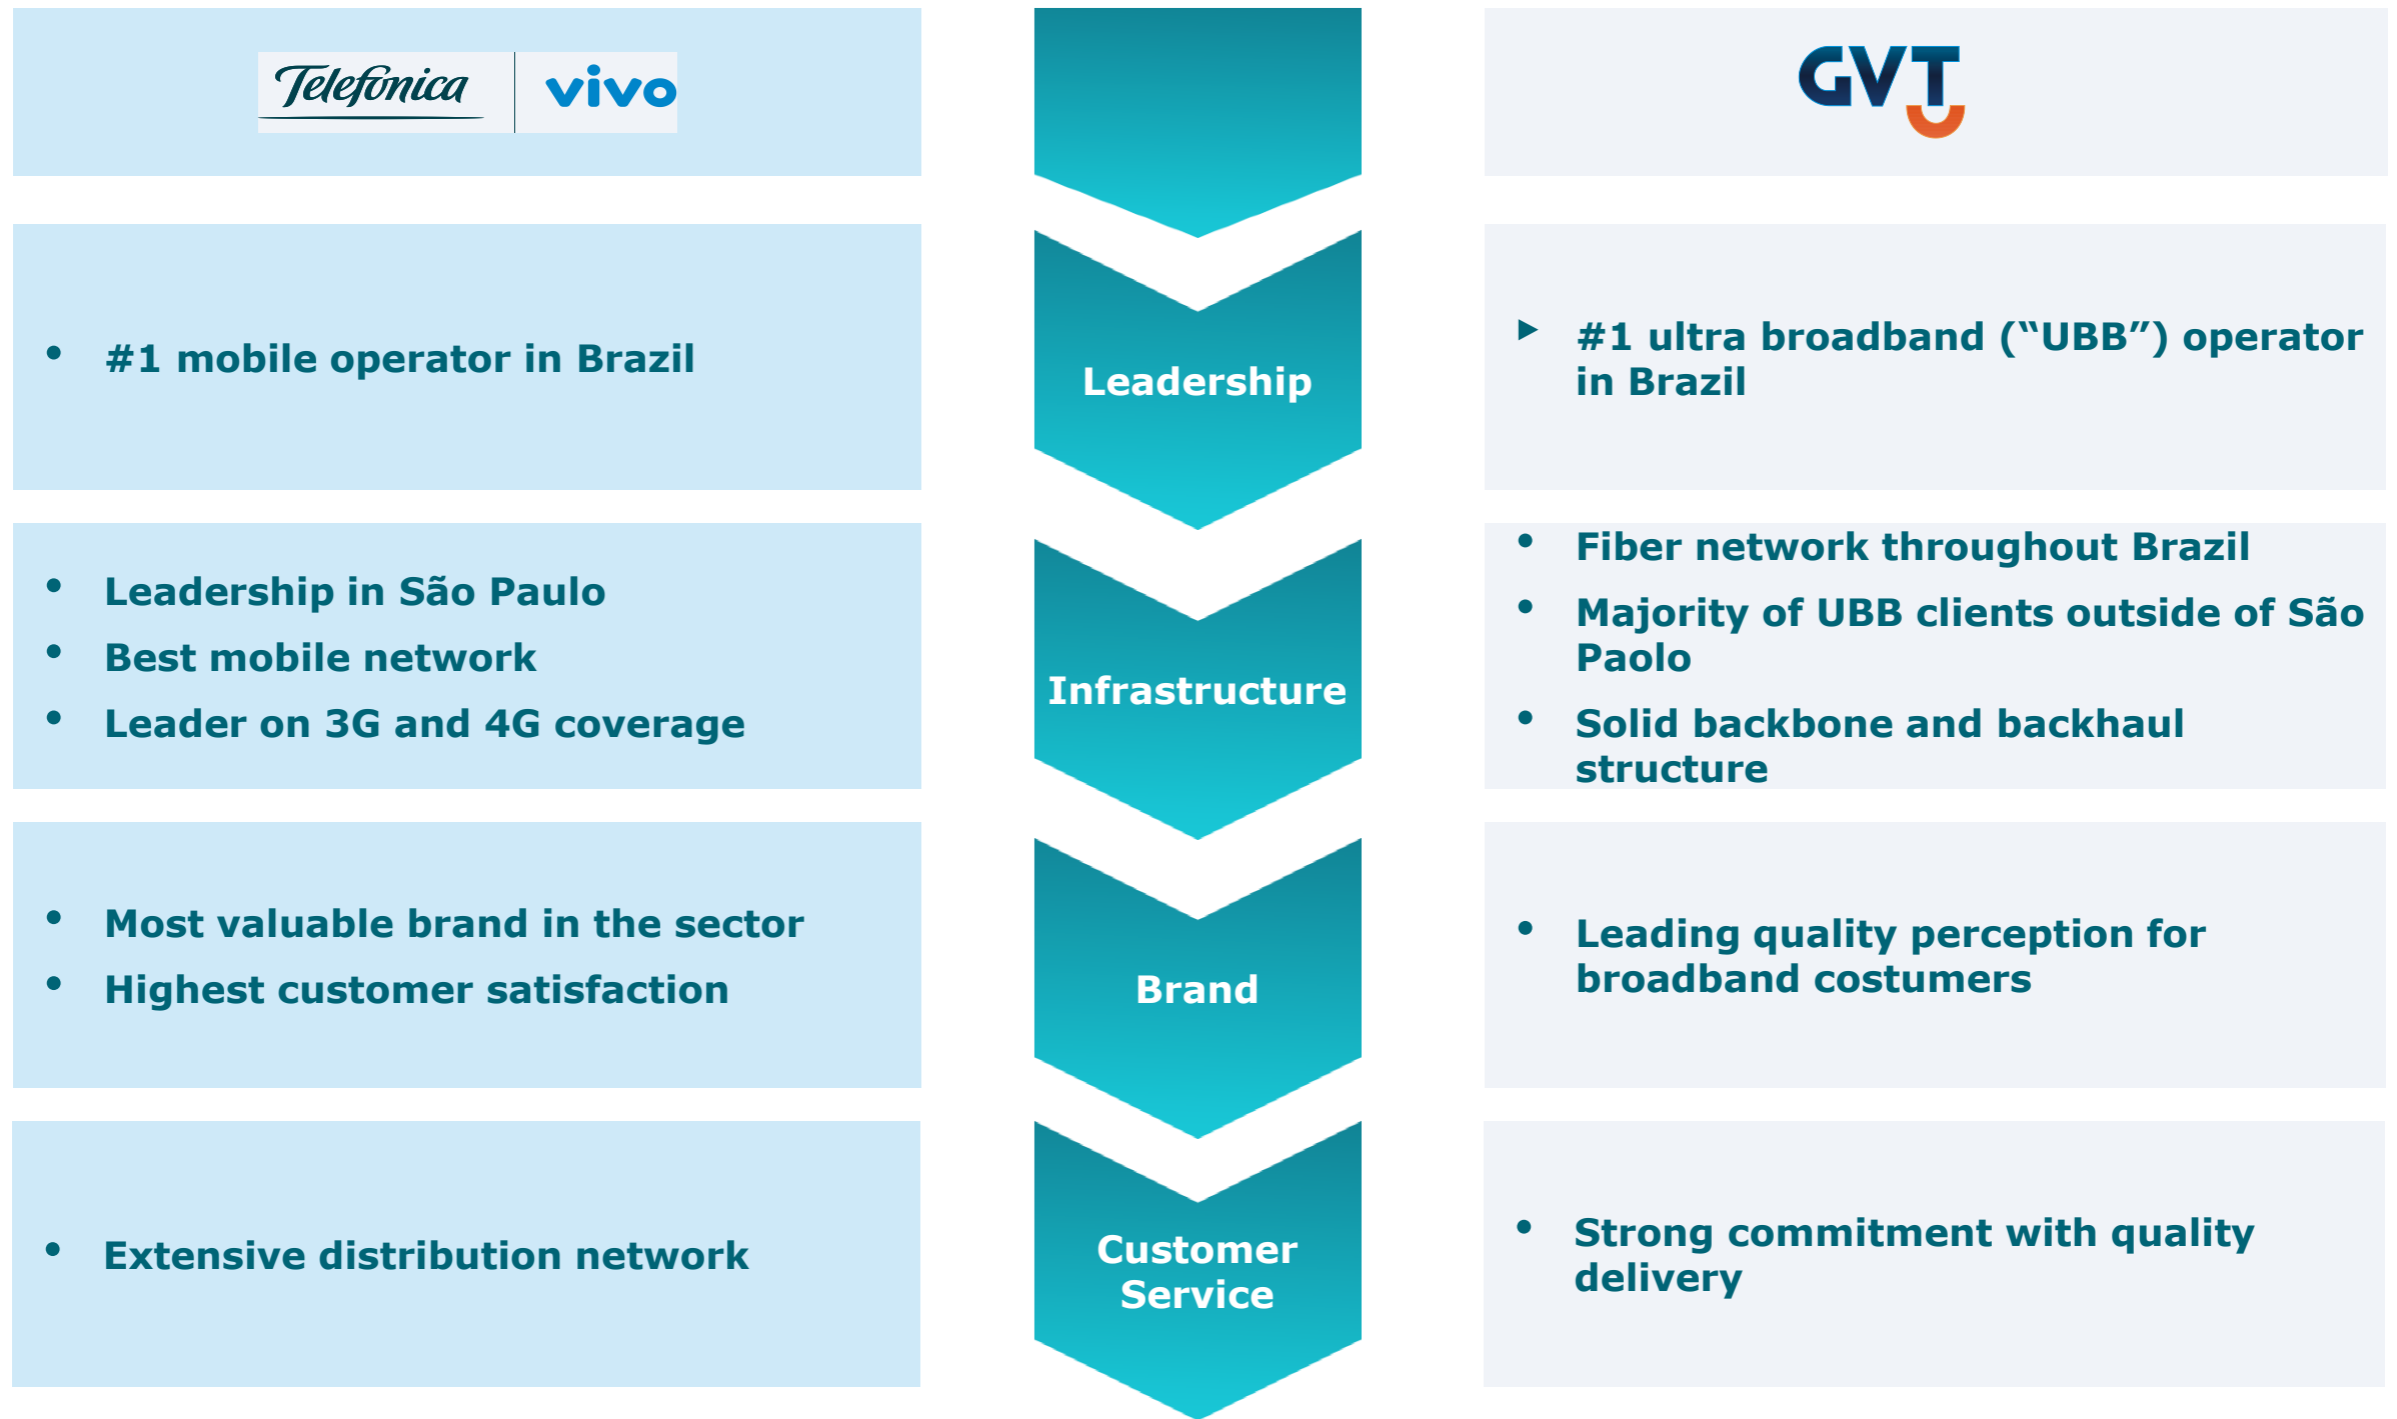 Telefónica vivo
GVT
• #1 mobile operator in Brazil
Leadership
► #1 ultra broadband (“UBB”) operator
in Brazil
• Leadership in São Paulo
• Best mobile network
• Leader on 3G and 4G coverage
Infrastructure
• Fiber network throughout Brazil
• Majority of UBB clients outside of São
Paolo
• Solid backbone and backhaul
structure
• Most valuable brand in the sector
• Highest customer satisfaction
Brand
• Leading quality perception for
broadband costumers
• Extensive distribution network
Customer
Service
• Strong commitment with quality
delivery